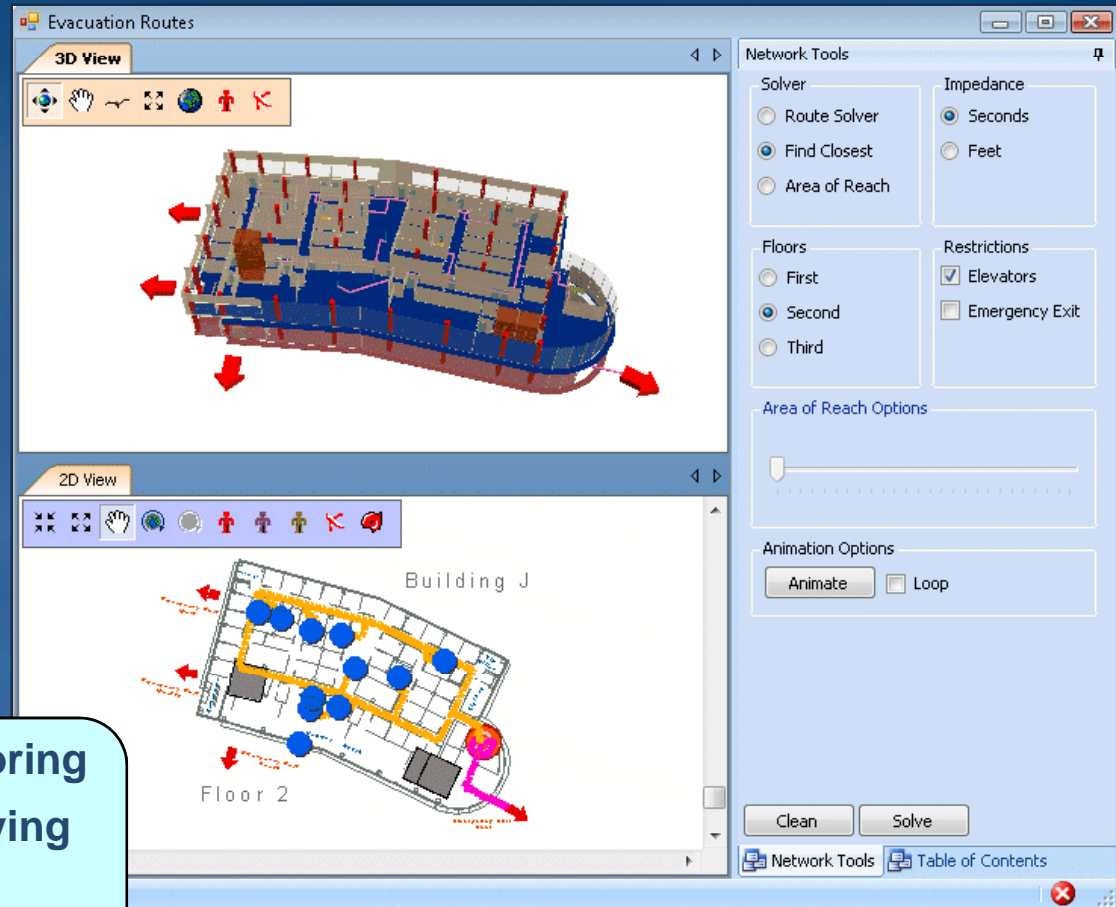 Evacuation Routes
3D View
Network Tools
Solver
Route Solver
Find Closest
Area of Reach
Impedance
Seconds
Feet
Floors
First
Second
Third
Restrictions
Elevators
Emergency Exit
Area of Reach Options
Animation Options
Animate
Loop
2D View
Building J
Floor 2
oring
ving
Clean
Solve
Network Tools
Table of Contents